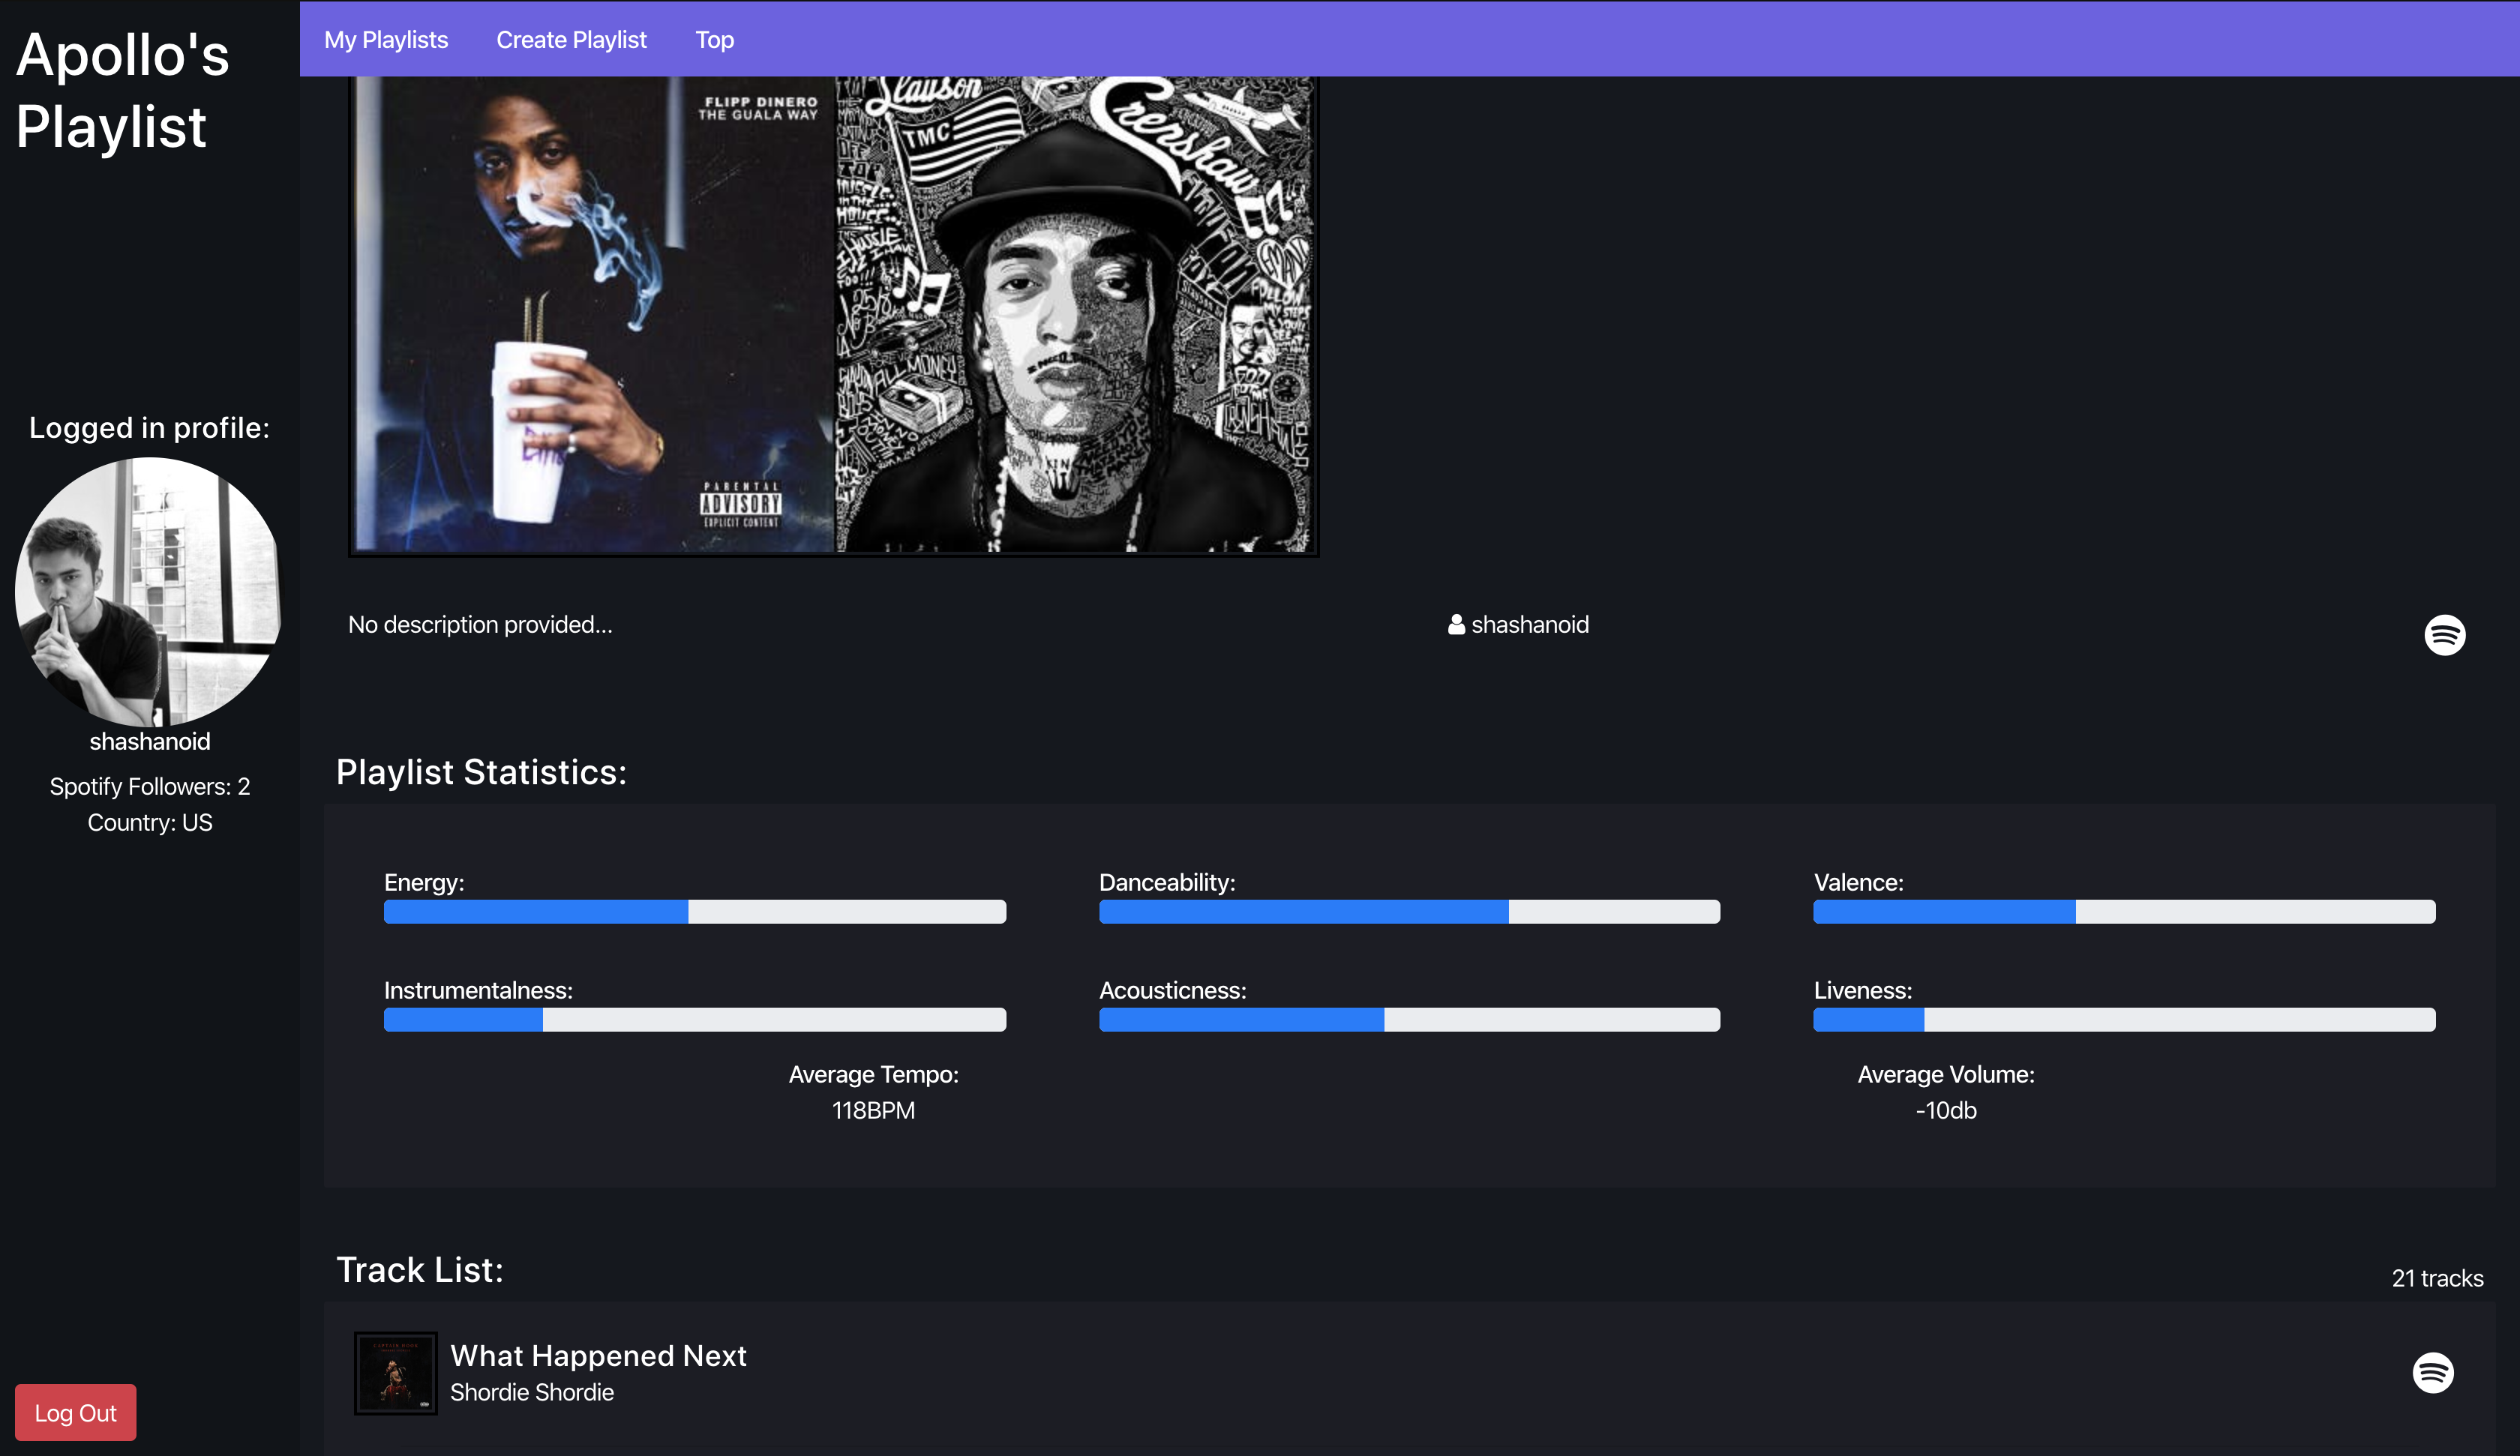 Apollo's
Playlist
My Playlists
Create Playlist
Top
FLIPP DINERO
THE GUALA WAY
PARENTAL
ADVISORY
EXPLICIT CONTENT
Slauson
TMC
Crenshaw
ALL MONEY
Logged in profile:
shashanoid
Spotify Followers: 2
Country: US
No description provided...
shashanoid
Playlist Statistics:
Energy:
Danceability:
Valence:
Instrumentalness:
Acousticness:
Liveness:
Average Tempo:
118BPM
Average Volume:
-10db
Track List:
21 tracks
What Happened Next
Shordie Shordie
Log Out